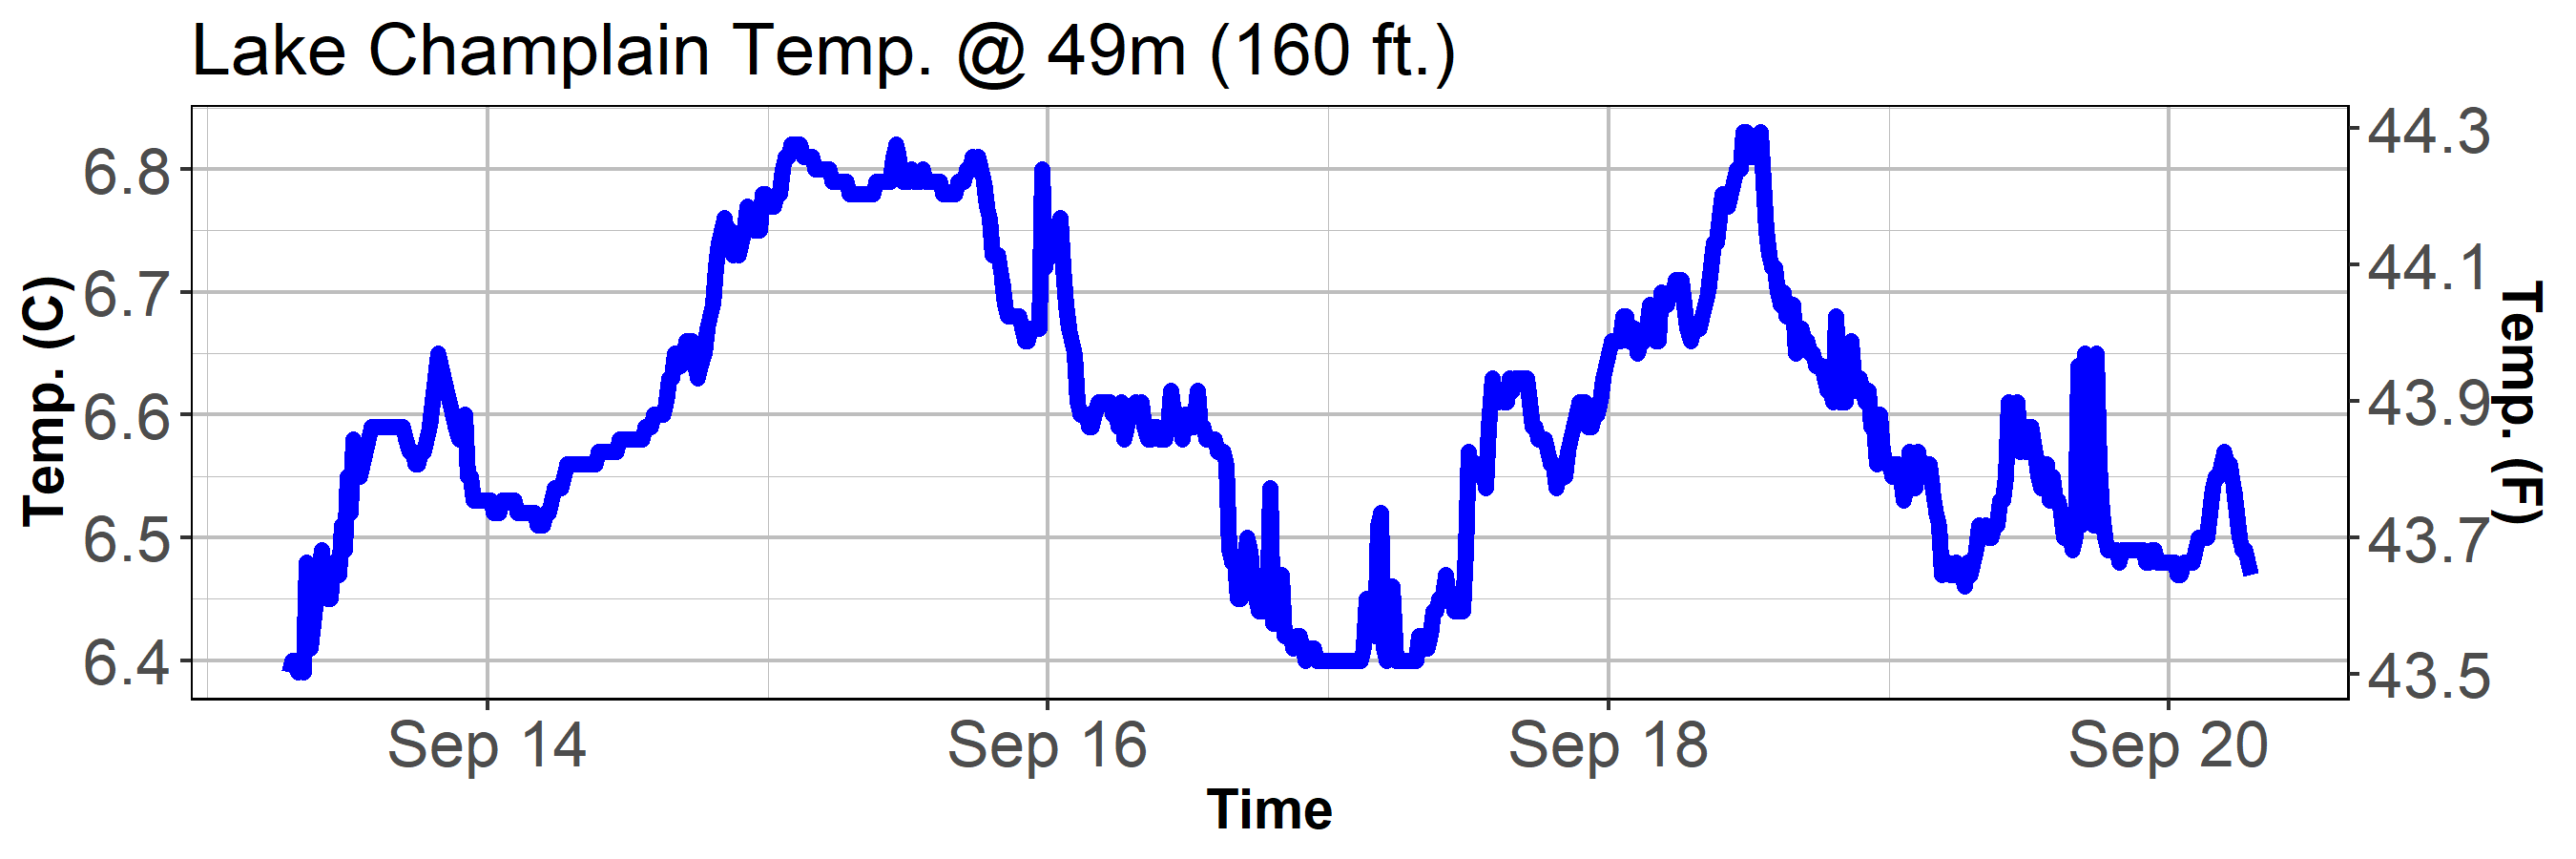 Lake Champlain Temp. @ 49m (160 ft.)
Temp. (C)
6.8
6.7
6.6
6.5
6.4
44.3
44.1
43.9
43.7
43.5
Temp. (F)
Sep 14 Sep 16 Sep 18 Sep 20
Time